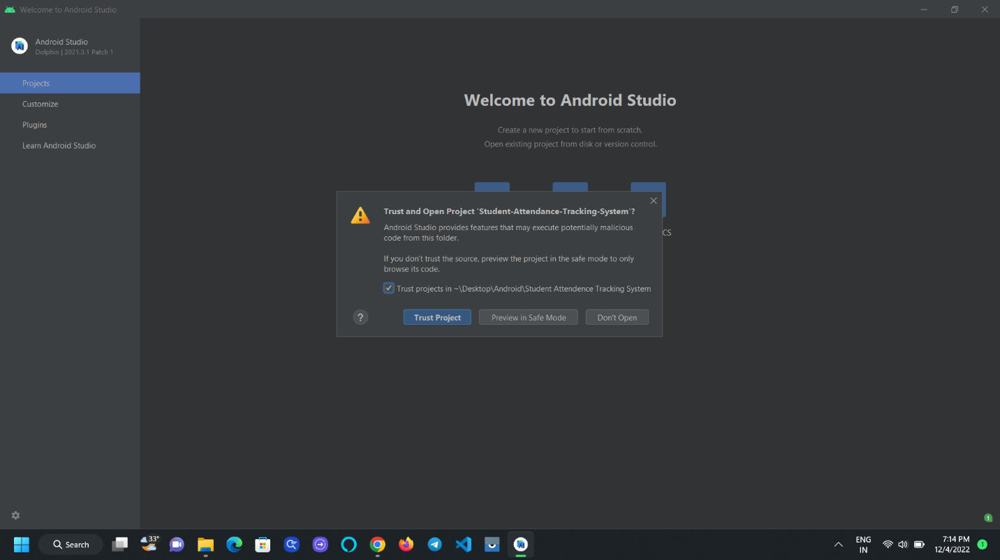 Welcome to Android Studio
Android Studio
Dolphin | 2021.3.1 Patch 1
Projects
Customize
Plugins
Learn Android Studio
Welcome to Android Studio
Create a new project to start from scratch.
Open existing project from disk or version control.
CS
Trust and Open Project 'Student-Attendance-Tracking-System'?
Android Studio provides features that may execute potentially malicious
code from this folder.
If you don't trust the source, preview the project in the safe mode to only
browse its code.
Trust projects in ~\Desktop\Android\Student Attendence Tracking System
?
Trust Project
Preview in Safe Mode
Don't Open
1
Search
33°
ENG
IN
7:14 PM
12/4/2022
1